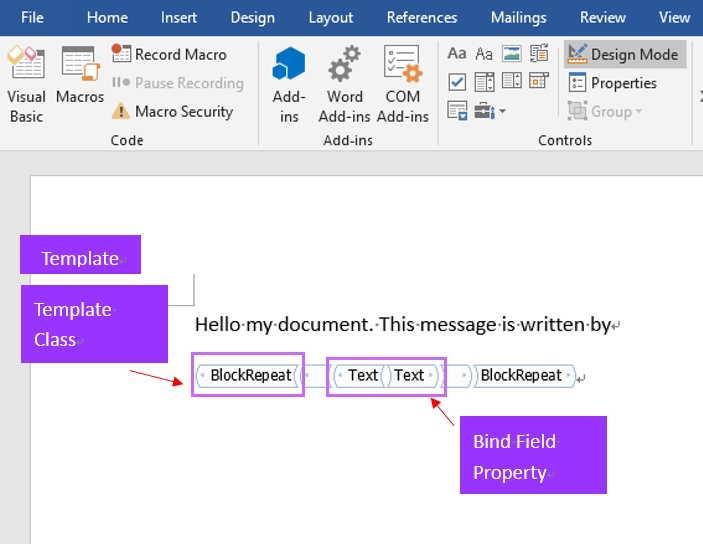 File Home Insert Design Layout References Mailings Review View
Aa Aa Design Mode
Record Macro
Pause Recording
Macro Security
Properties
Group
Visual Basic
Macros
Add-ins
Word Add-ins
COM Add-ins
Code Add-ins Controls
Template
Template
Class
Hello my document. This message is written by
BlockRepeat Text Text BlockRepeat
Bind Field
Property